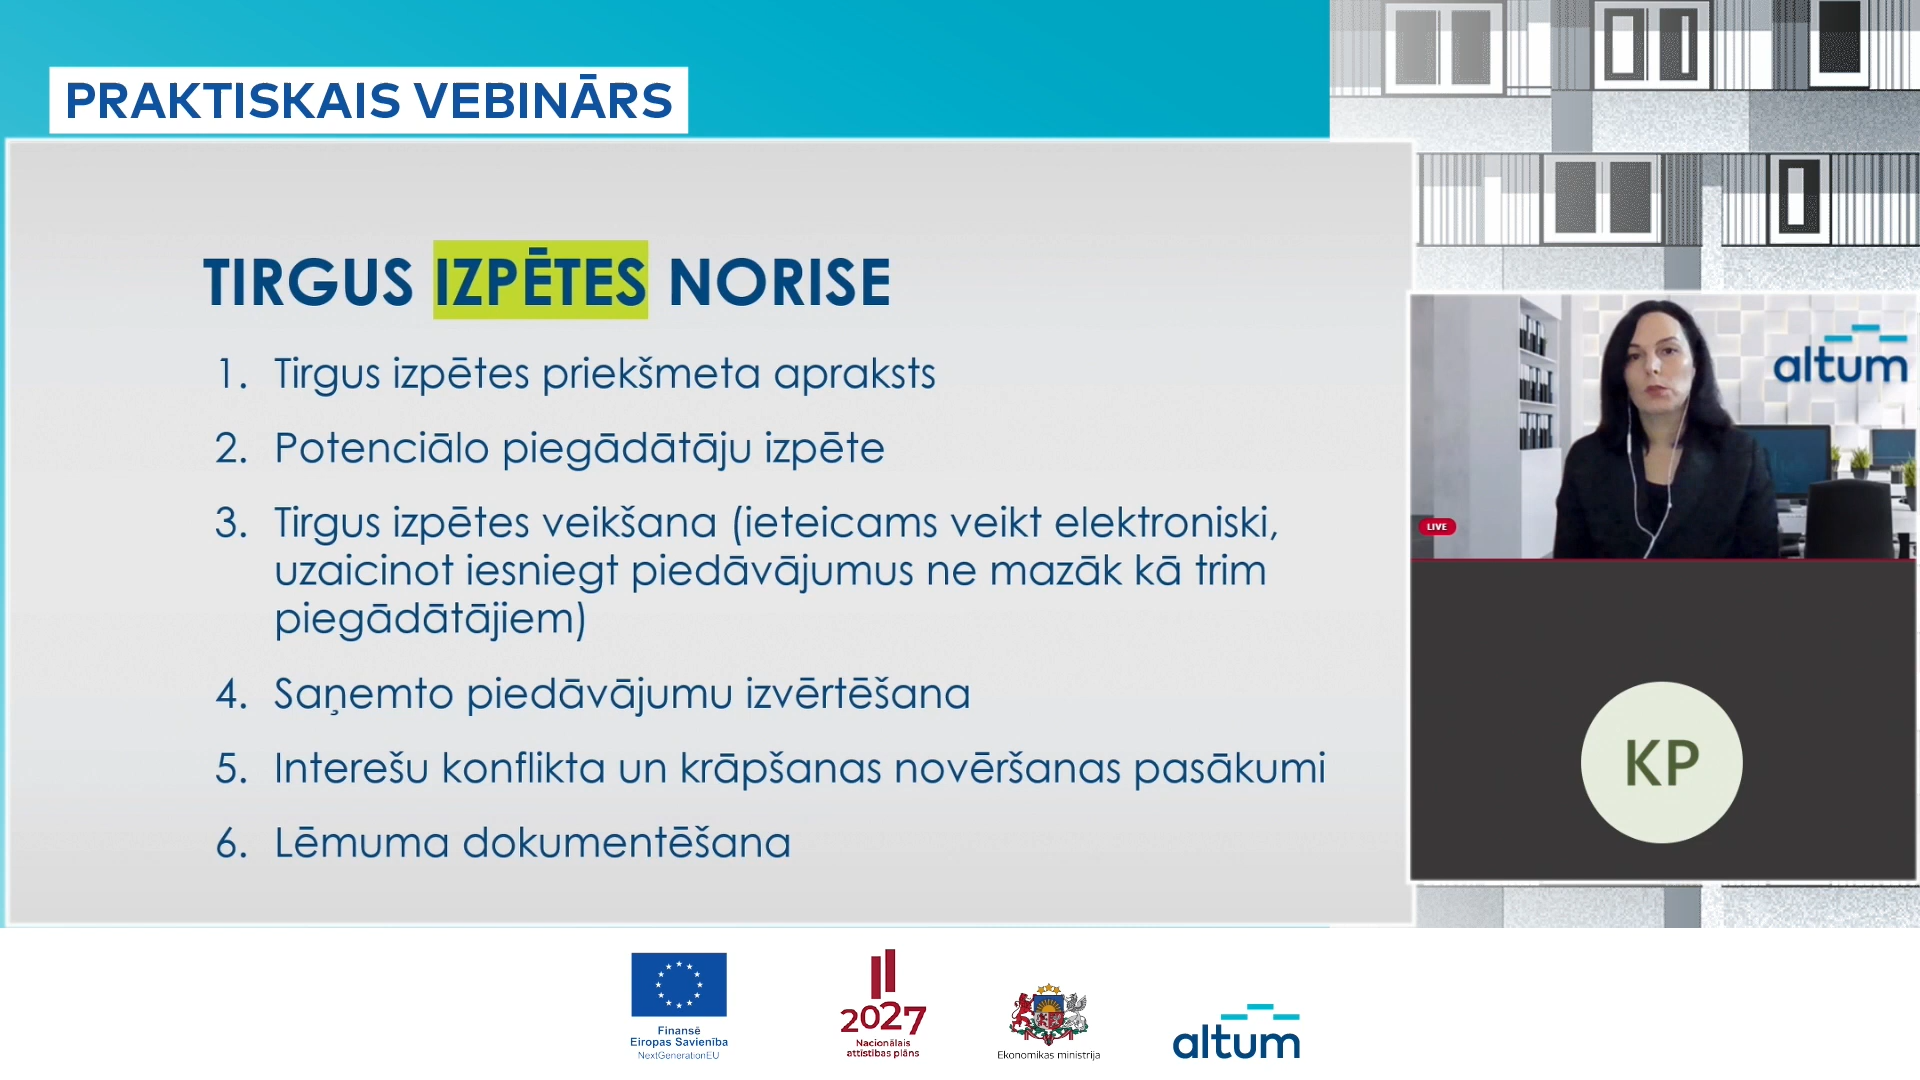 PRAKTISKAIS VEBINĀRS
TIRGUS IZPĒTES NORISE
1. Tirgus izpētes priekšmeta apraksts
2. Potenciālo piegādātāju izpēte
3. Tirgus izpētes veikšana (ieteicams veikt elektroniski,
uzaicinot iesniegt piedāvājumus ne mazāk kā trim
piegādātājiem)
4. Saņemto piedāvājumu izvērtēšana
5. Interešu konflikta un krāpšanas novēršanas pasākumi
6. Lēmuma dokumentēšana
altum
LIVE
KP
Finansē
Eiropas Savienība
NextGenerationEU
2027
Nacionālais
attīstības plāns
Ekonomikas ministrija
altum